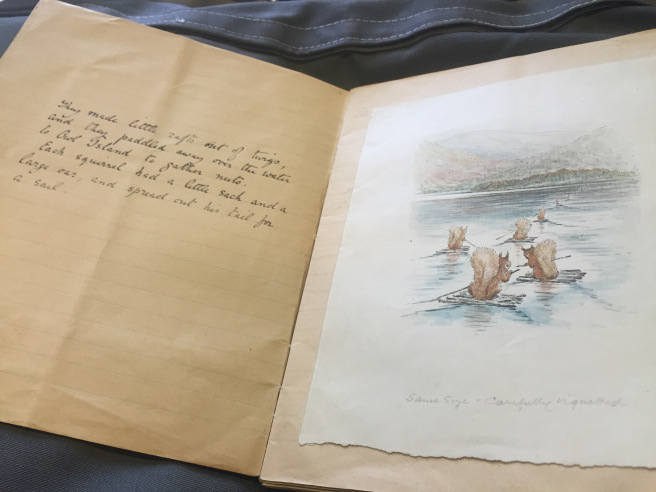 They made little rafts out of twigs,
and they paddled away over the water
to Owl Island to gather nuts.
Each squirrel had a little sack and a
large oar, and spread out his tail for
a sail.
Same Size - Carefully Vignetted